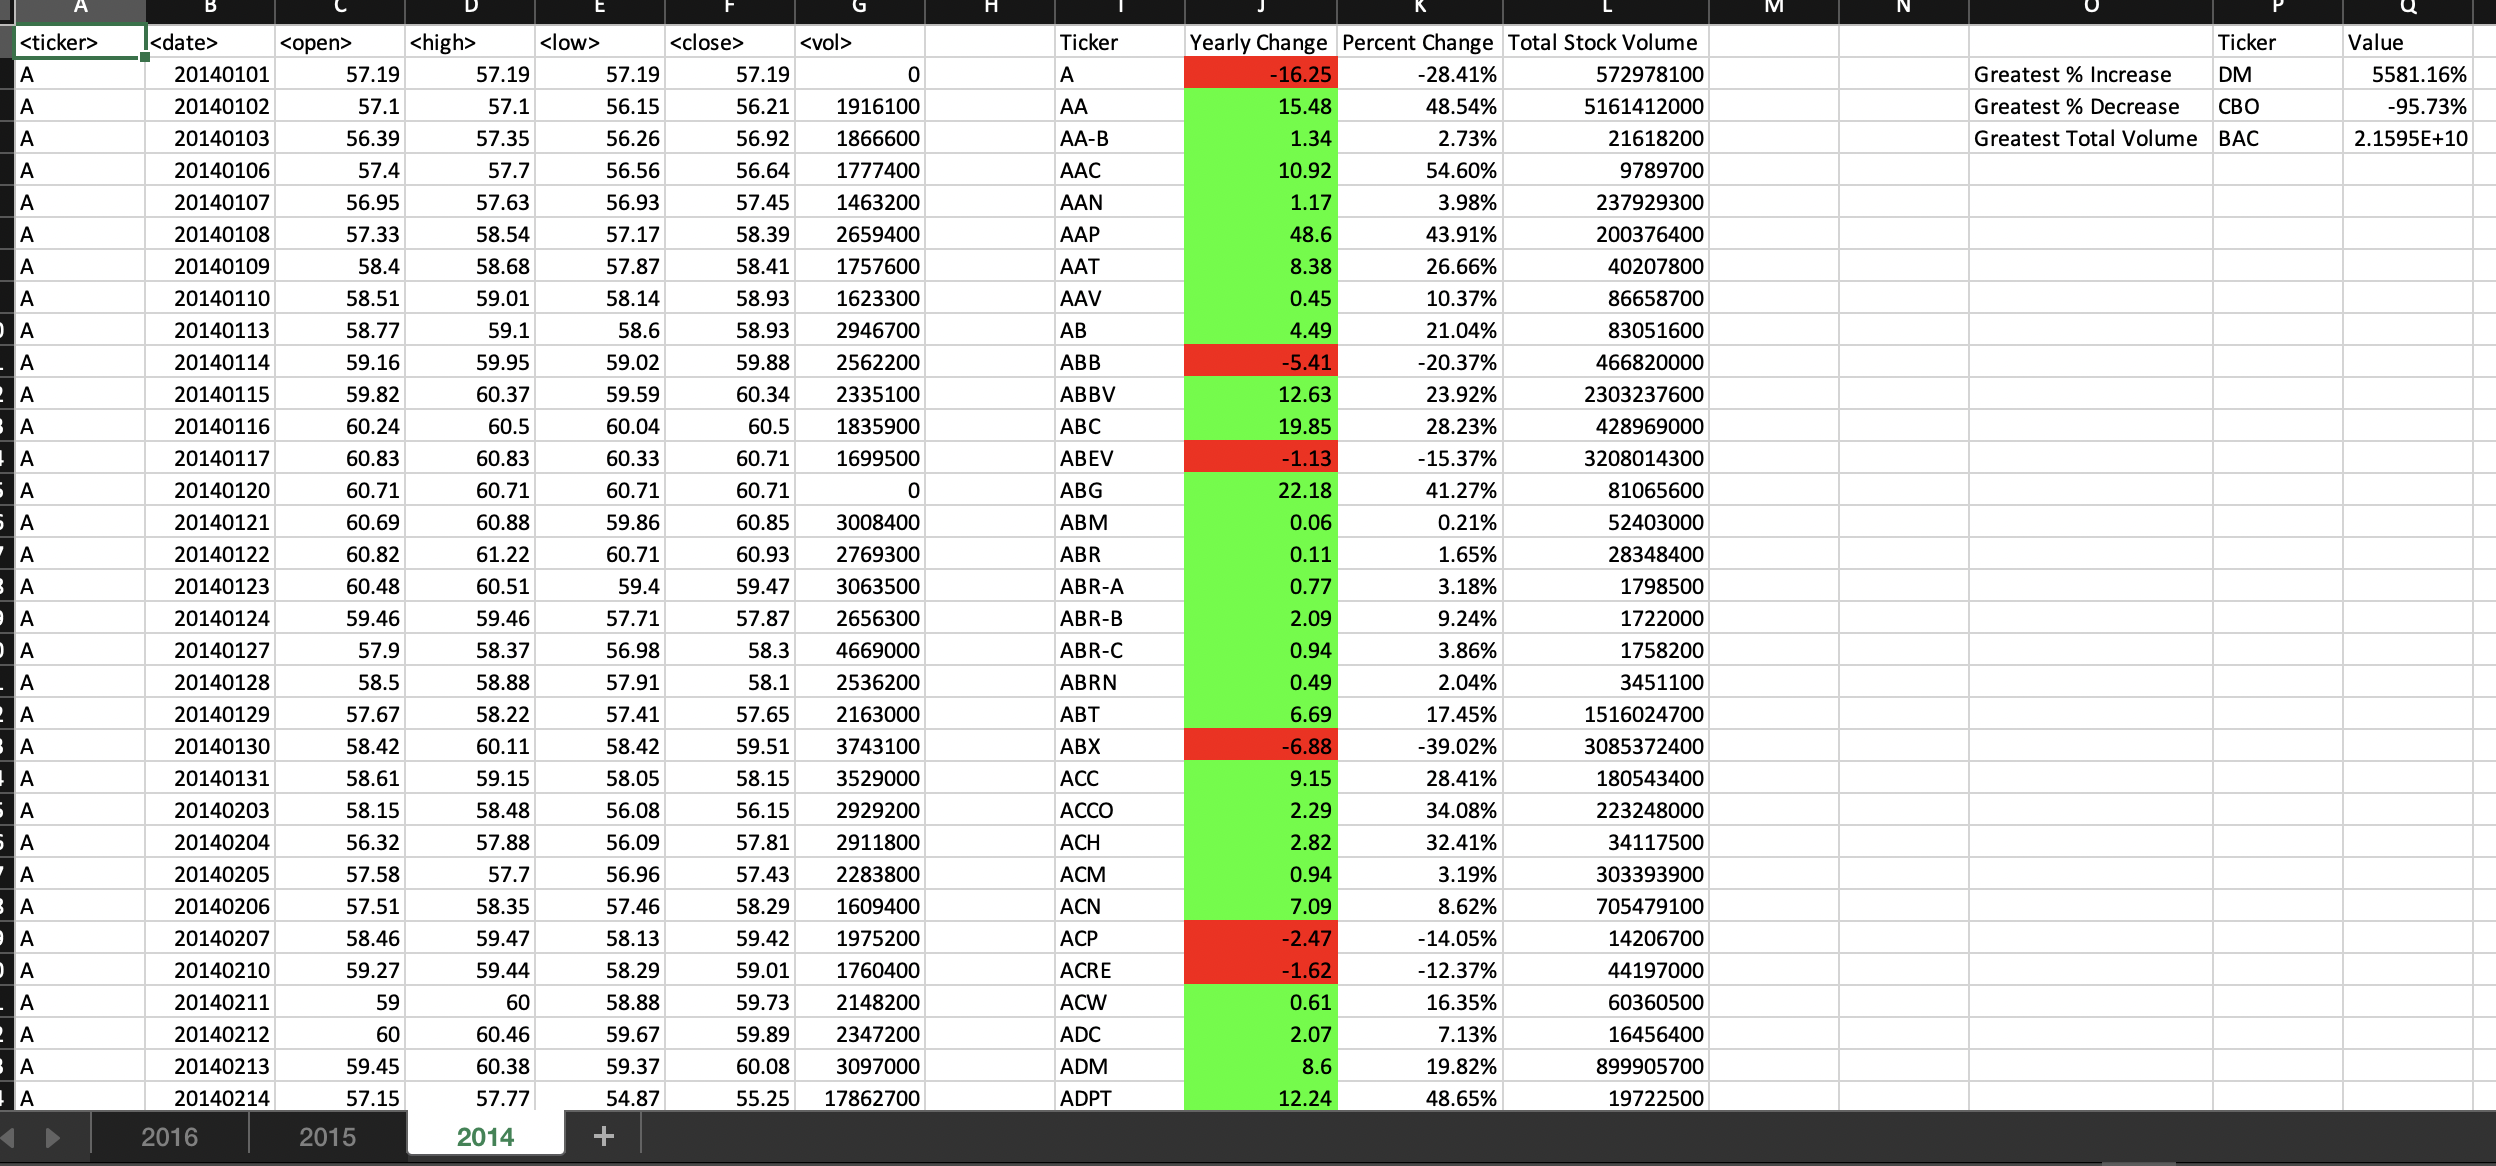 A B C D E F G H I J K L M N O P Q
<ticker> <date> <open> <high> <low> <close> <vol> Ticker Yearly Change Percent Change Total Stock Volume Ticker Value
A 20140101 57.19 57.19 57.19 57.19 0 A -16.25 -28.41% 572978100 Greatest % Increase DM 5581.16%
A 20140102 57.1 57.1 56.15 56.21 1916100 AA 15.48 48.54% 5161412000 Greatest % Decrease CBO -95.73%
A 20140103 56.39 57.35 56.26 56.92 1866600 AA-B 1.34 2.73% 21618200 Greatest Total Volume BAC 2.1595E+10
A 20140106 57.4 57.7 56.56 56.64 1777400 AAC 10.92 54.60% 9789700
A 20140107 56.95 57.63 56.93 57.45 1463200 AAN 1.17 3.98% 237929300
A 20140108 57.33 58.54 57.17 58.39 2659400 AAP 48.6 43.91% 200376400
A 20140109 58.4 58.68 57.87 58.41 1757600 AAT 8.38 26.66% 40207800
A 20140110 58.51 59.01 58.14 58.93 1623300 AAV 0.45 10.37% 86658700
A 20140113 58.77 59.1 58.6 58.93 2946700 AB 4.49 21.04% 83051600
A 20140114 59.16 59.95 59.02 59.88 2562200 ABB -5.41 -20.37% 466820000
A 20140115 59.82 60.37 59.59 60.34 2335100 ABBV 12.63 23.92% 2303237600
A 20140116 60.24 60.5 60.04 60.5 1835900 ABC 19.85 28.23% 428969000
A 20140117 60.83 60.83 60.33 60.71 1699500 ABEV -1.13 -15.37% 3208014300
A 20140120 60.71 60.71 60.71 60.71 0 ABG 22.18 41.27% 81065600
A 20140121 60.69 60.88 59.86 60.85 3008400 ABM 0.06 0.21% 52403000
A 20140122 60.82 61.22 60.71 60.93 2769300 ABR 0.11 1.65% 28348400
A 20140123 60.48 60.51 59.4 59.47 3063500 ABR-A 0.77 3.18% 1798500
A 20140124 59.46 59.46 57.71 57.87 2656300 ABR-B 2.09 9.24% 1722000
A 20140127 57.9 58.37 56.98 58.3 4669000 ABR-C 0.94 3.86% 1758200
A 20140128 58.5 58.88 57.91 58.1 2536200 ABRN 0.49 2.04% 3451100
A 20140129 57.67 58.22 57.41 57.65 2163000 ABT 6.69 17.45% 1516024700
A 20140130 58.42 60.11 58.42 59.51 3743100 ABX -6.88 -39.02% 3085372400
A 20140131 58.61 59.15 58.05 58.15 3529000 ACC 9.15 28.41% 180543400
A 20140203 58.15 58.48 56.08 56.15 2929200 ACCO 2.29 34.08% 223248000
A 20140204 56.32 57.88 56.09 57.81 2911800 ACH 2.82 32.41% 34117500
A 20140205 57.58 57.7 56.96 57.43 2283800 ACM 0.94 3.19% 303393900
A 20140206 57.51 58.35 57.46 58.29 1609400 ACN 7.09 8.62% 705479100
A 20140207 58.46 59.47 58.13 59.42 1975200 ACP -2.47 -14.05% 14206700
A 20140210 59.27 59.44 58.29 59.01 1760400 ACRE -1.62 -12.37% 44197000
A 20140211 59 60 58.88 59.73 2148200 ACW 0.61 16.35% 60360500
A 20140212 60 60.46 59.67 59.89 2347200 ADC 2.07 7.13% 16456400
A 20140213 59.45 60.38 59.37 60.08 3097000 ADM 8.6 19.82% 899905700
A 20140214 57.15 57.77 54.87 55.25 17862700 ADPT 12.24 48.65% 19722500
2016 2015 2014 +